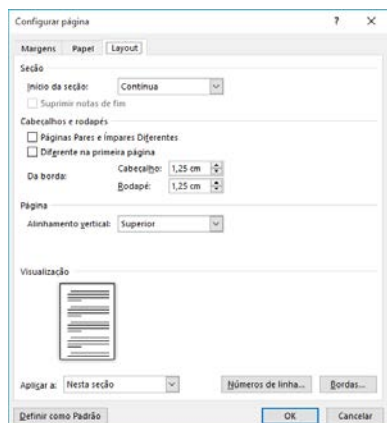 Configurar página
Margens Papel Layout
Seção
Início da seção: Contínua
Suprimir notas de fim
Cabeçalhos e rodapés
Páginas Pares e Ímpares Diferentes
Diferente na primeira página
Cabeçalho: 1,25 cm
Da borda:
Rodapé: 1,25 cm
Página
Alinhamento vertical: Superior
Visualização
Aplicar a: Nesta seção Números de linha... Bordas...
Definir como Padrão OK Cancelar